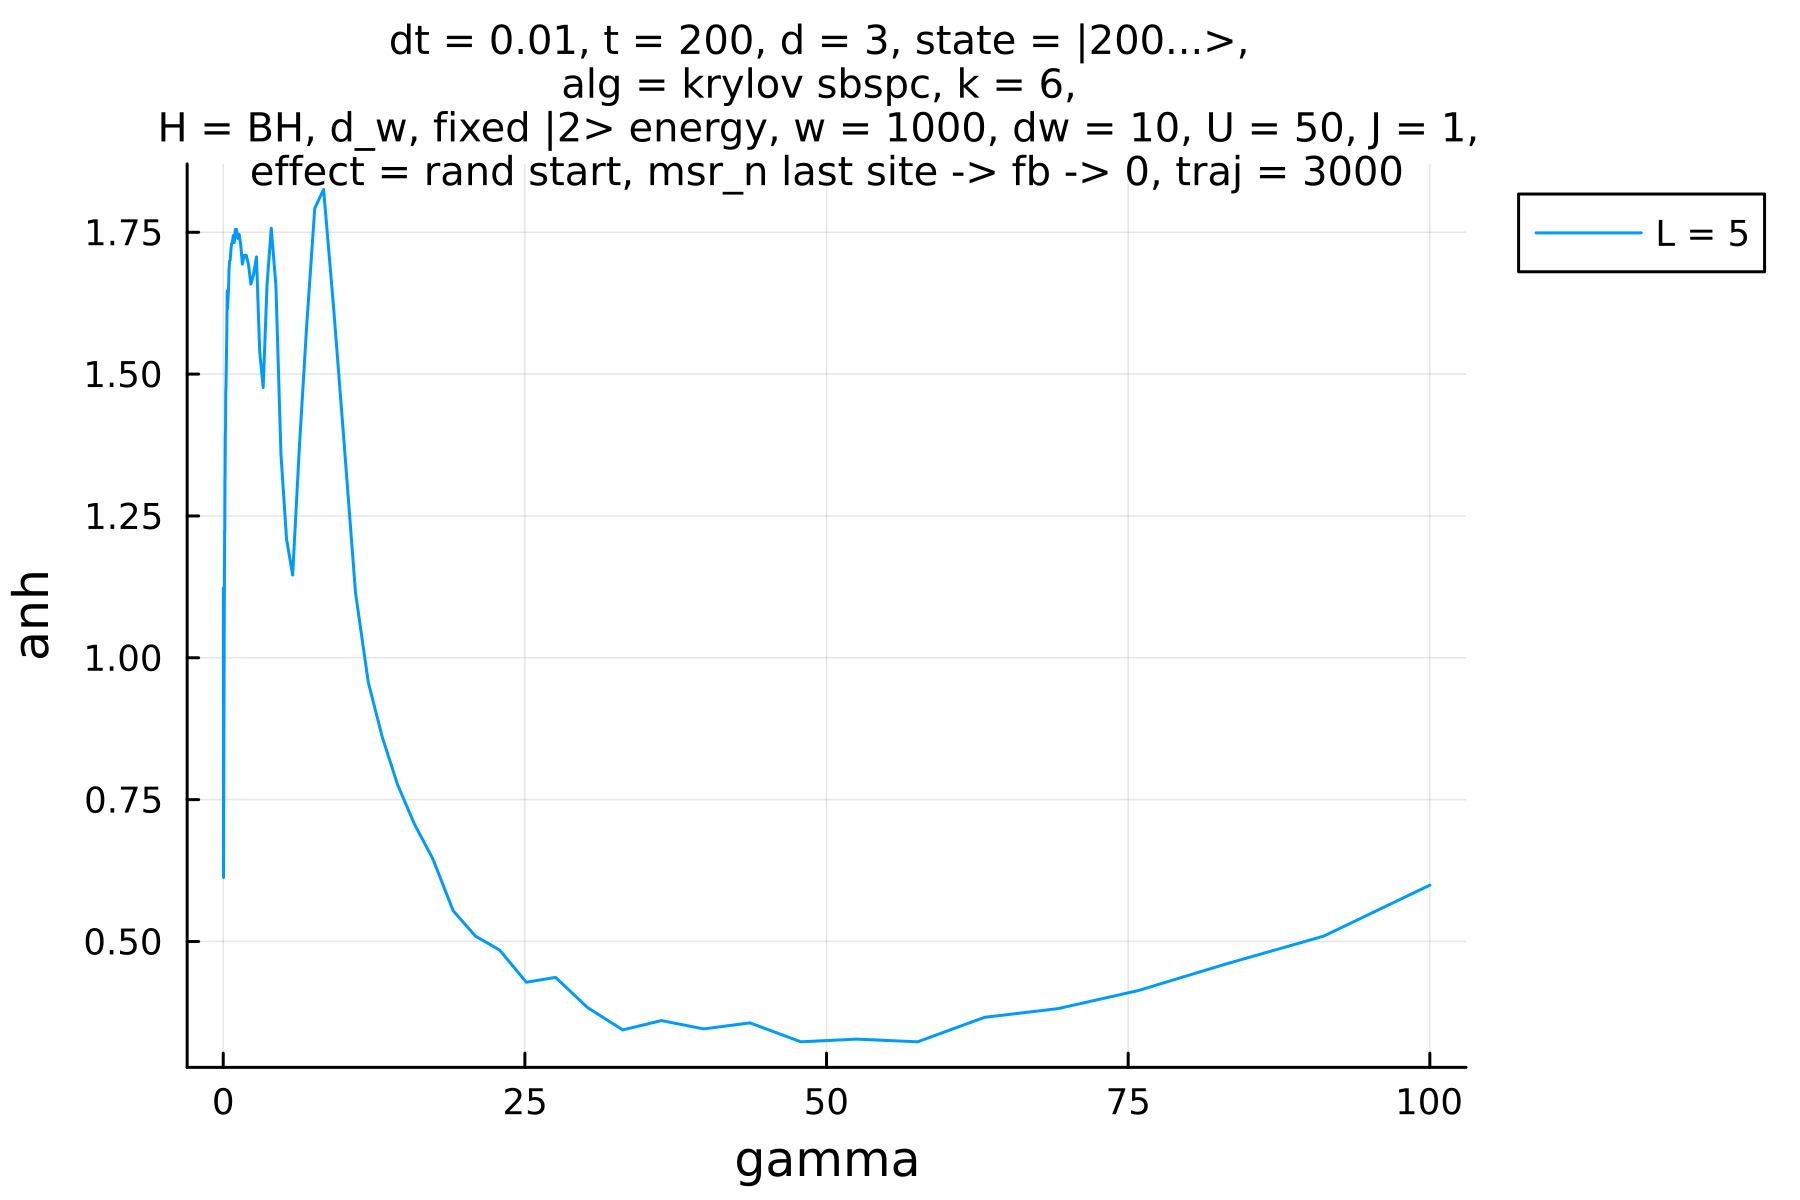 dt = 0.01, t = 200, d = 3, state = |200...>,
alg = krylov sbspc, k = 6,
H = BH, d_w, fixed |2> energy, w = 1000, dw = 10, U = 50, J = 1,
effect = rand start, msr_n last site -> fb -> 0, traj = 3000
L = 5
1.75
1.50
1.25
1.00
0.75
0.50
anh
0 25 50 75 100
gamma